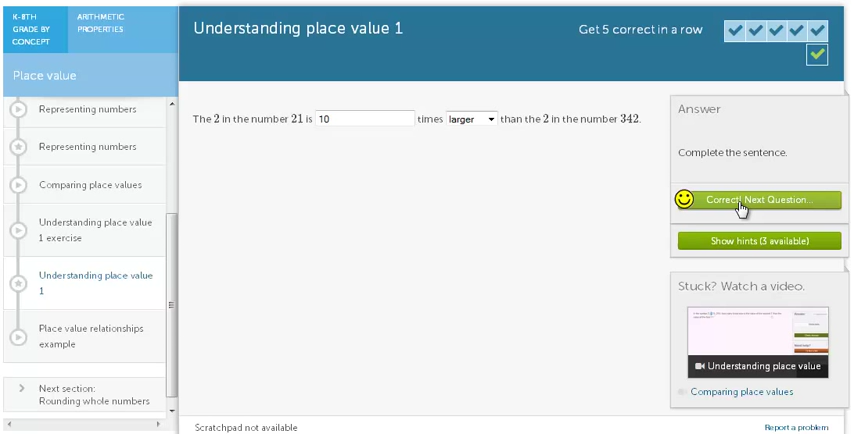 K-8TH
GRADE BY
CONCEPT
ARITHMETIC
PROPERTIES
Place value
Representing numbers
Representing numbers
Comparing place values
Understanding place value
1 exercise
Understanding place value
1
Place value relationships
example
Next section:
Rounding whole numbers
Understanding place value 1
Get 5 correct in a row
The 2 in the number 21 is 10 times larger than the 2 in the number 342.
Scratchpad not available
Answer
Complete the sentence.
Correct! Next Question...
Show hints (3 available)
Stuck? Watch a video.
Understanding place value
Comparing place values
Report a problem